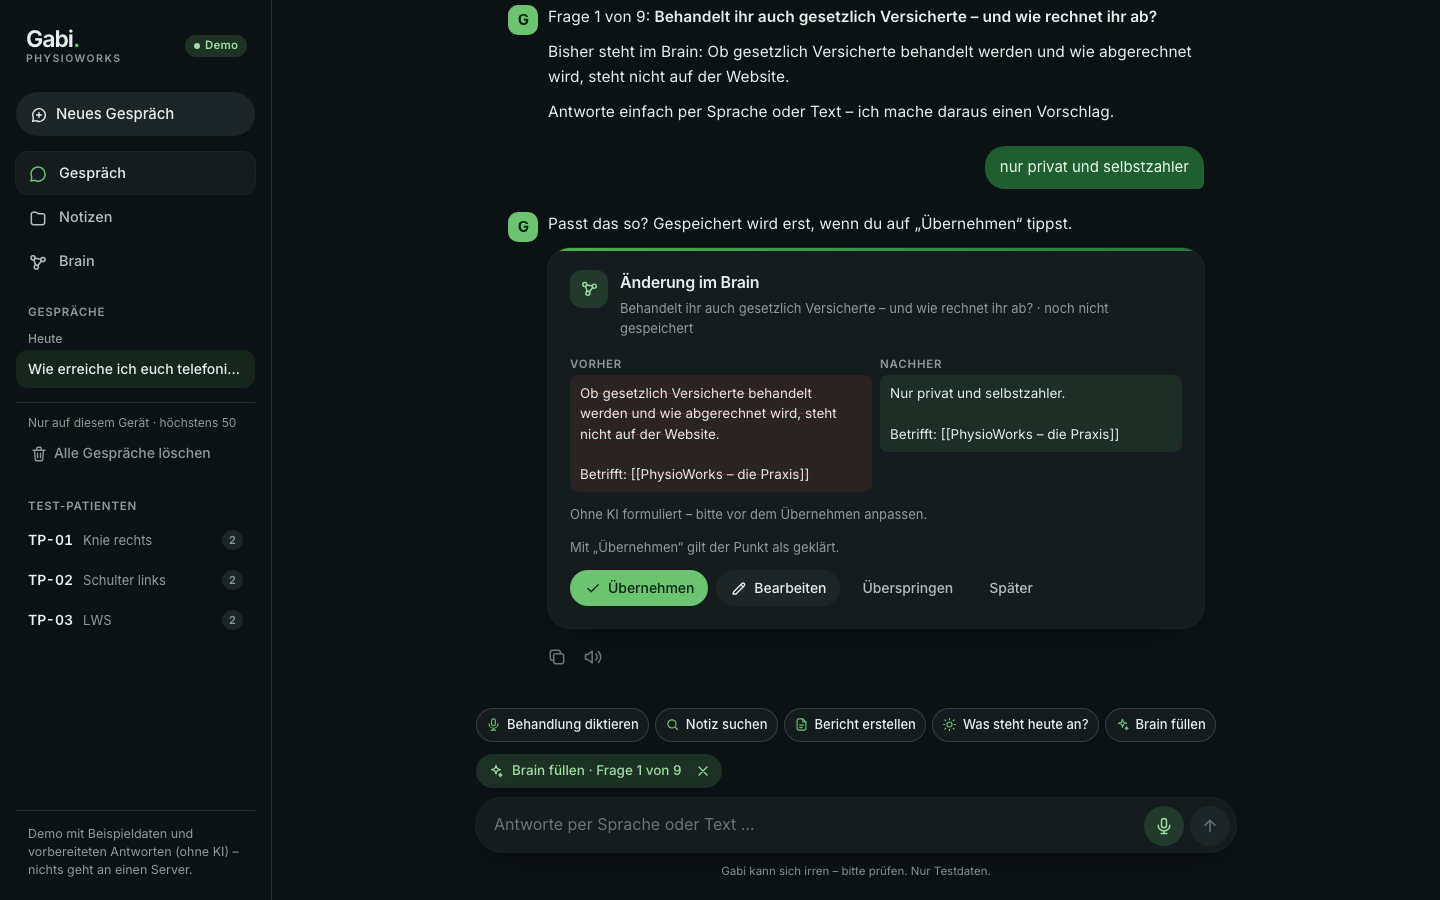 Gabi.
PHYSIOWORKS
Demo
Neues Gespräch
Gespräch
Notizen
Brain
GESPRÄCHE
Heute
Wie erreiche ich euch telefoni...
Nur auf diesem Gerät · höchstens 50
Alle Gespräche löschen
TEST-PATIENTEN
TP-01 Knie rechts 2
TP-02 Schulter links 2
TP-03 LWS 2
Demo mit Beispieldaten und
vorbereiteten Antworten (ohne KI) –
nichts geht an einen Server.
G
Frage 1 von 9: Behandelt ihr auch gesetzlich Versicherte – und wie rechnet ihr ab?
Bisher steht im Brain: Ob gesetzlich Versicherte behandelt werden und wie abgerechnet
wird, steht nicht auf der Website.
Antworte einfach per Sprache oder Text – ich mache daraus einen Vorschlag.
nur privat und selbstzahler
G
Passt das so? Gespeichert wird erst, wenn du auf „Übernehmen“ tippst.
Änderung im Brain
Behandelt ihr auch gesetzlich Versicherte – und wie rechnet ihr ab? · noch nicht
gespeichert
VORHER
Ob gesetzlich Versicherte behandelt
werden und wie abgerechnet wird, steht
nicht auf der Website.
Betrifft: [[PhysioWorks – die Praxis]]
NACHHER
Nur privat und selbstzahler.
Betrifft: [[PhysioWorks – die Praxis]]
Ohne KI formuliert – bitte vor dem Übernehmen anpassen.
Mit „Übernehmen“ gilt der Punkt als geklärt.
Übernehmen
Bearbeiten
Überspringen
Später
Behandlung diktieren
Notiz suchen
Bericht erstellen
Was steht heute an?
Brain füllen
Brain füllen · Frage 1 von 9
Antworte per Sprache oder Text ...
Gabi kann sich irren – bitte prüfen. Nur Testdaten.